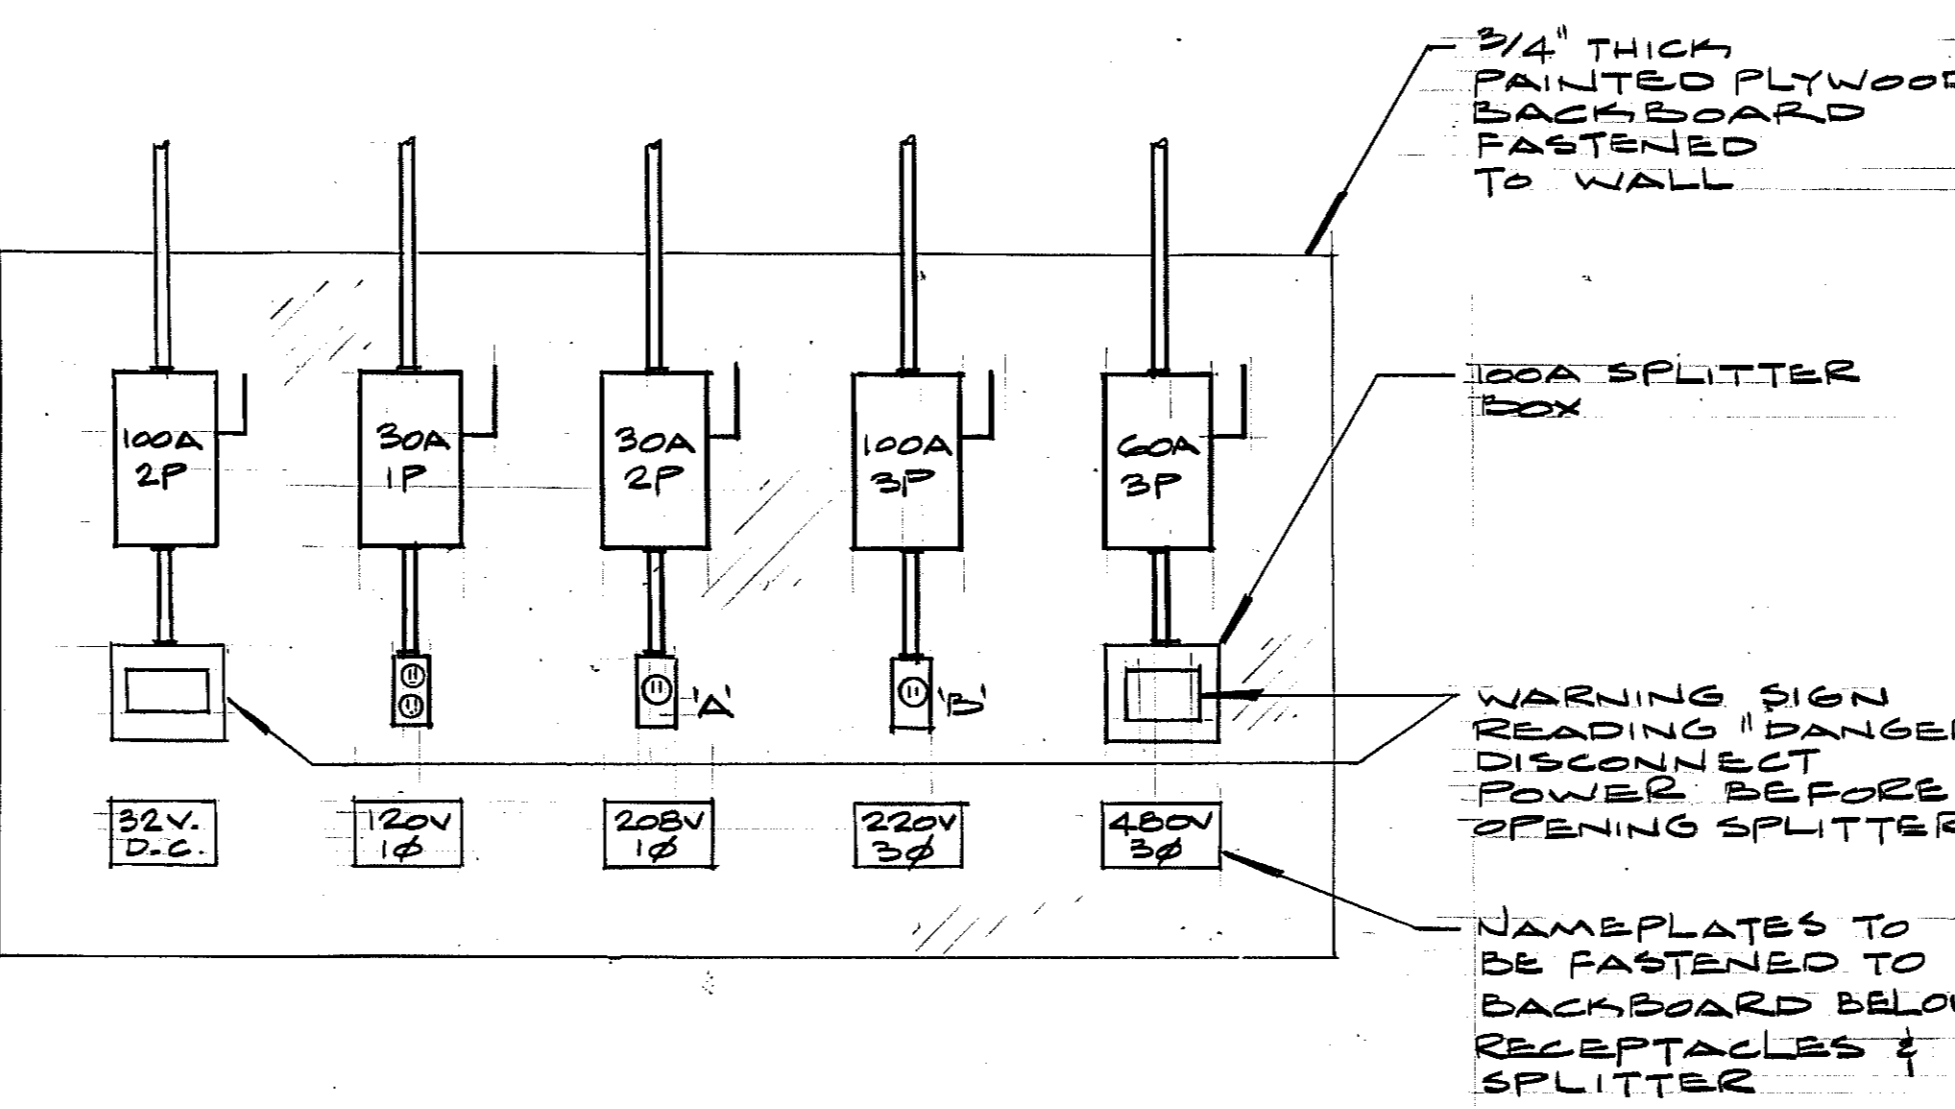 3/4" THICK
PAINTED PLYWOOD
BACKBOARD
FASTENED
TO WALL
100A
2P
30A
1P
30A
2P
100A
3P
60A
3P
100A SPLITTER
BOX
'A'
'B'
WARNING SIGN
READING "DANGER
DISCONNECT
POWER BEFORE
OPENING SPLITTER
32V.
D.C.
120V
1Ø
208V
1Ø
220V
3Ø
480V
3Ø
NAMEPLATES TO
BE FASTENED TO
BACKBOARD BELOW
RECEPTACLES &
SPLITTER